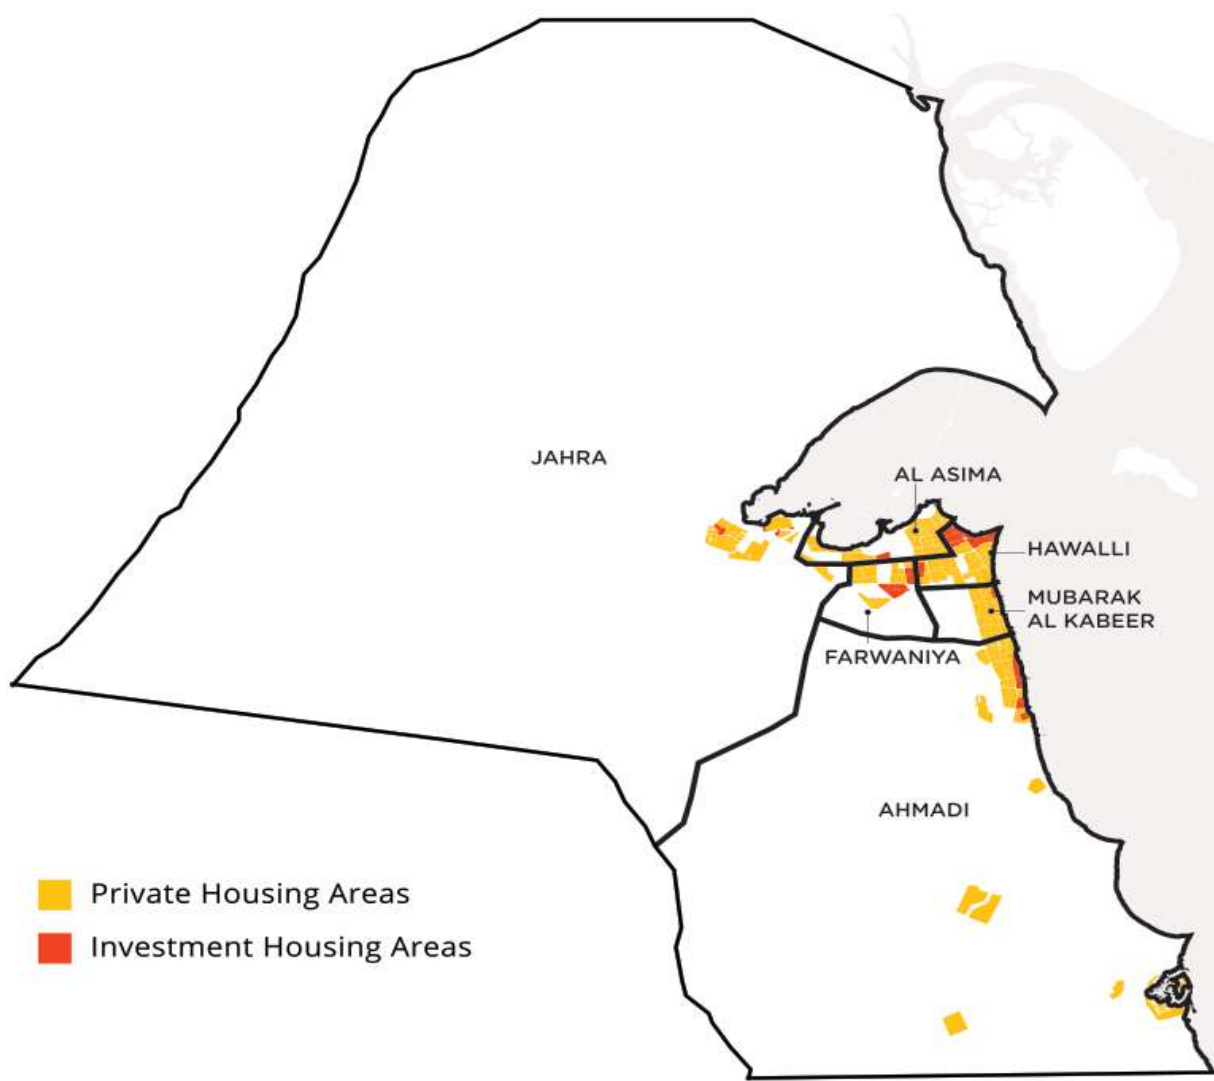 JAHRA
AL ASIMA
HAWALLI
MUBARAK
AL KABEER
FARWANIYA
AHMADI
Private Housing Areas
Investment Housing Areas